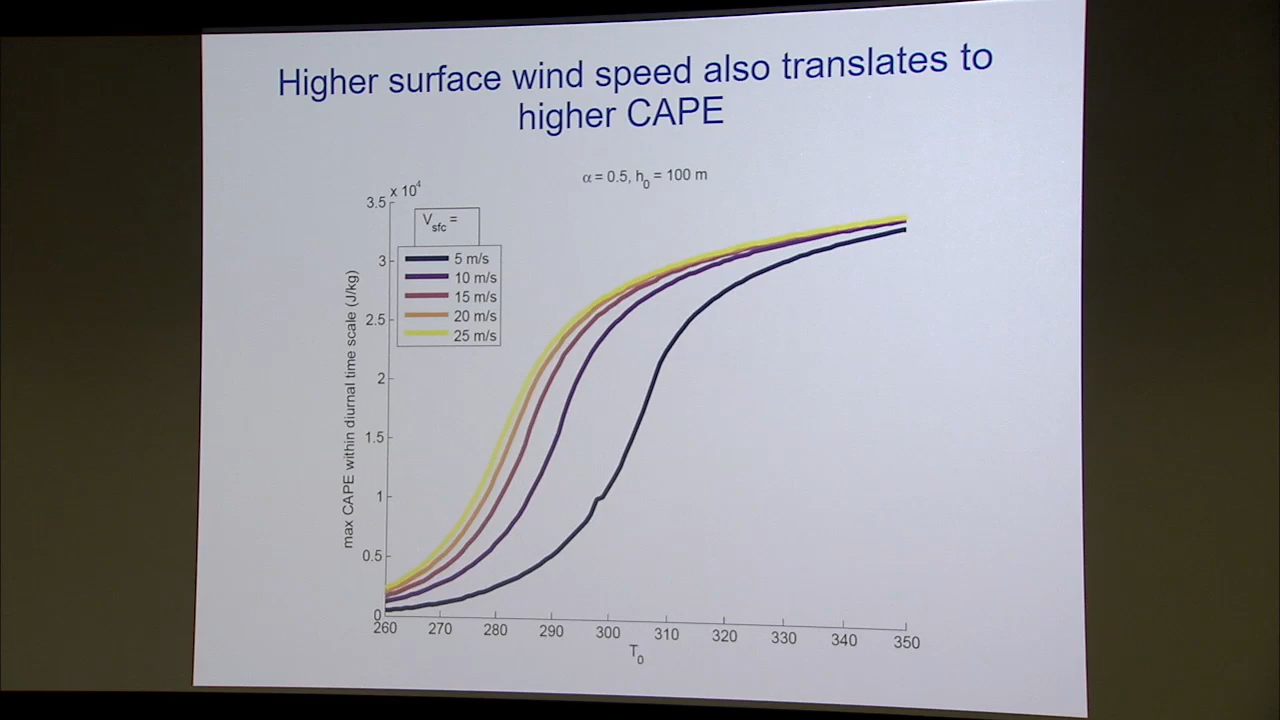 Higher surface wind speed also translates to
higher CAPE
α = 0.5, h₀ = 100 m
x 10⁴
3.5
3
2.5
2
1.5
1
0.5
0
max CAPE within diurnal time scale (J/kg)
V_sfc =
5 m/s
10 m/s
15 m/s
20 m/s
25 m/s
260 270 280 290 300 310 320 330 340 350
T₀